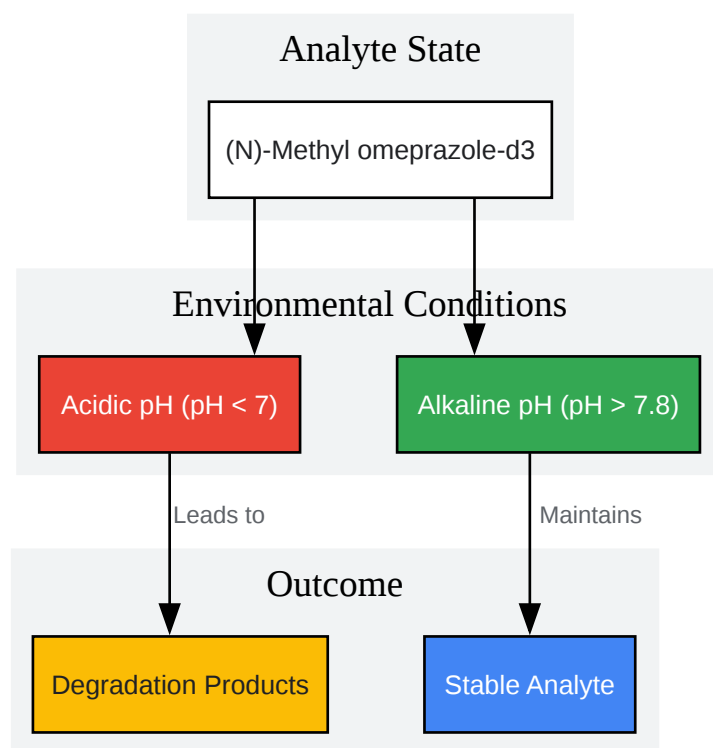 Analyte State
(N)-Methyl omeprazole-d3
Environmental Conditions
Acidic pH (pH < 7)
Alkaline pH (pH > 7.8)
Leads to
Maintains
Outcome
Degradation Products
Stable Analyte